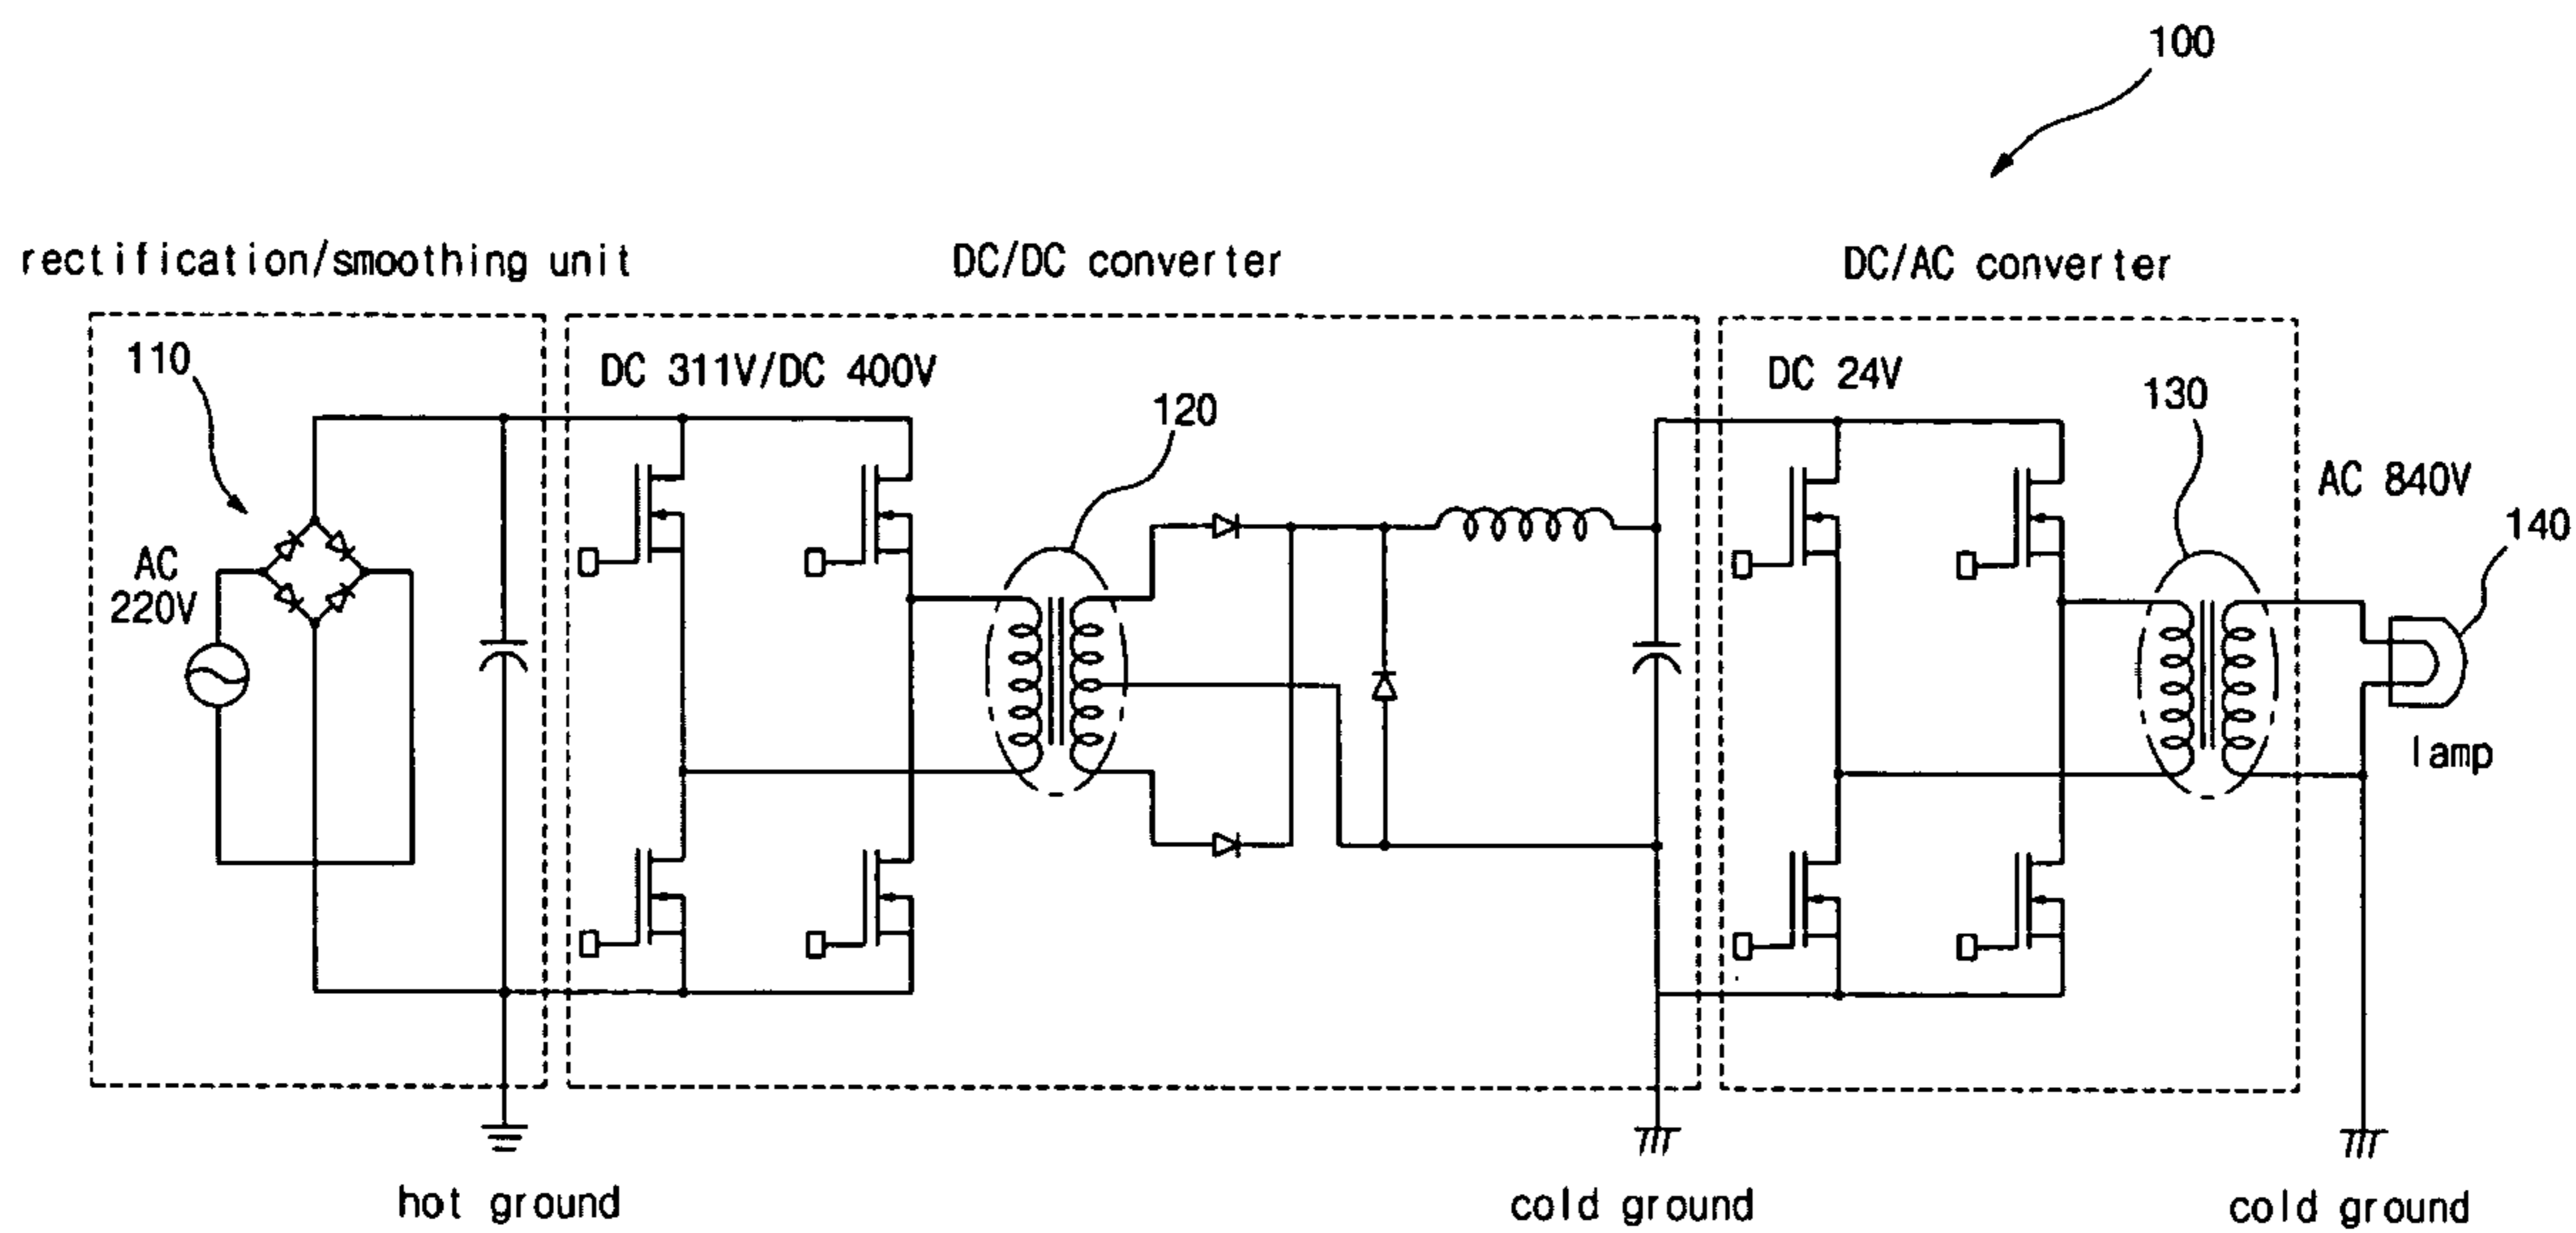 100
rectification/smoothing unit
DC/DC converter
DC/AC converter
110
DC 311V/DC 400V
120
DC 24V
130
AC 840V
140
AC
220V
lamp
hot ground
cold ground
cold ground